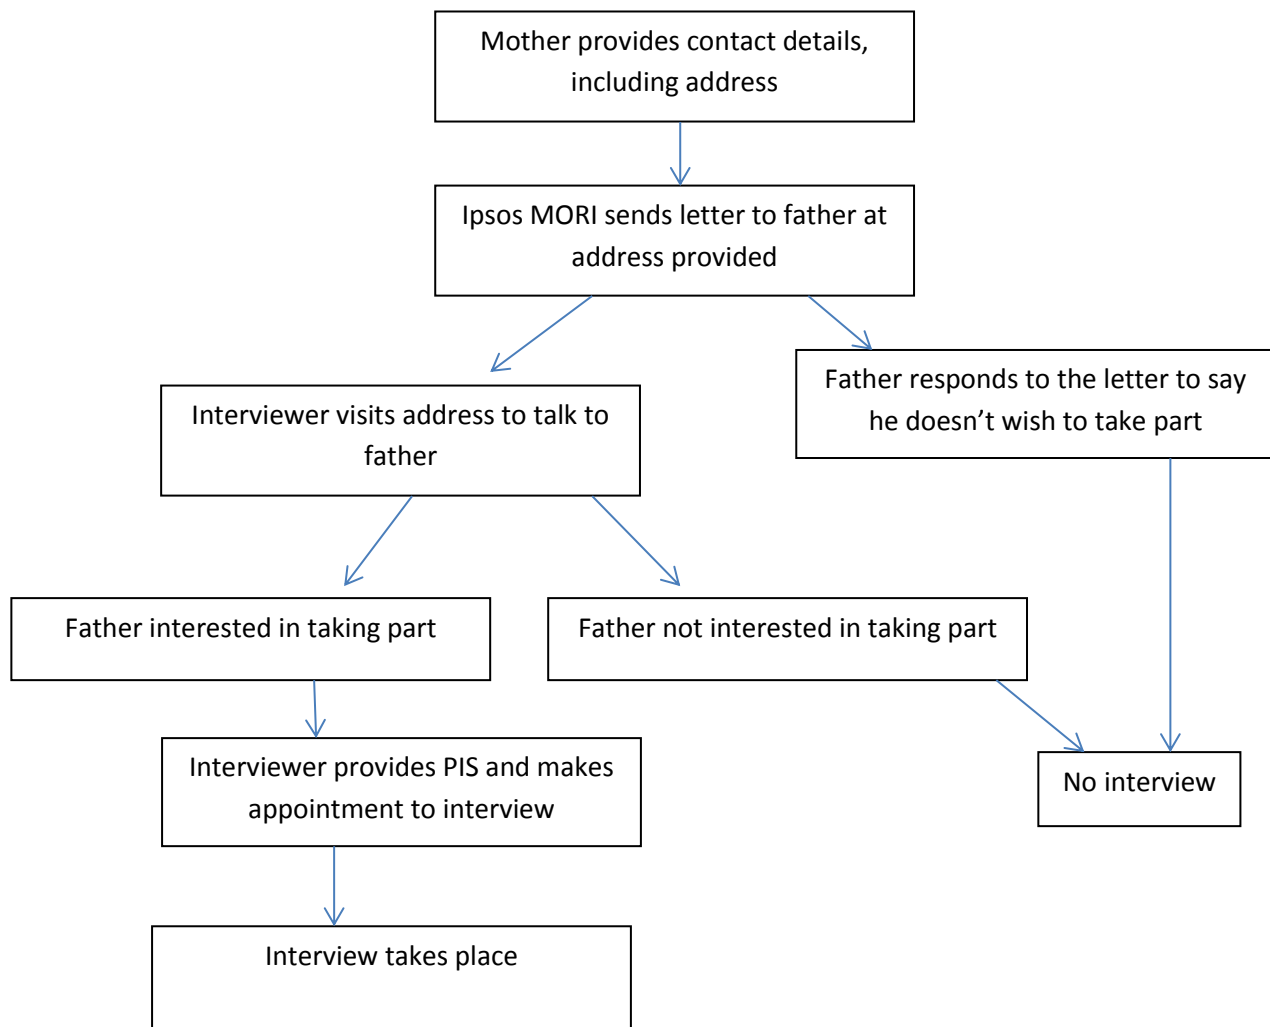 Mother provides contact details,
including address
Ipsos MORI sends letter to father at
address provided
Father responds to the letter to say
he doesn’t wish to take part
Interviewer visits address to talk to
father
Father interested in taking part
Father not interested in taking part
Interviewer provides PIS and makes
appointment to interview
No interview
Interview takes place